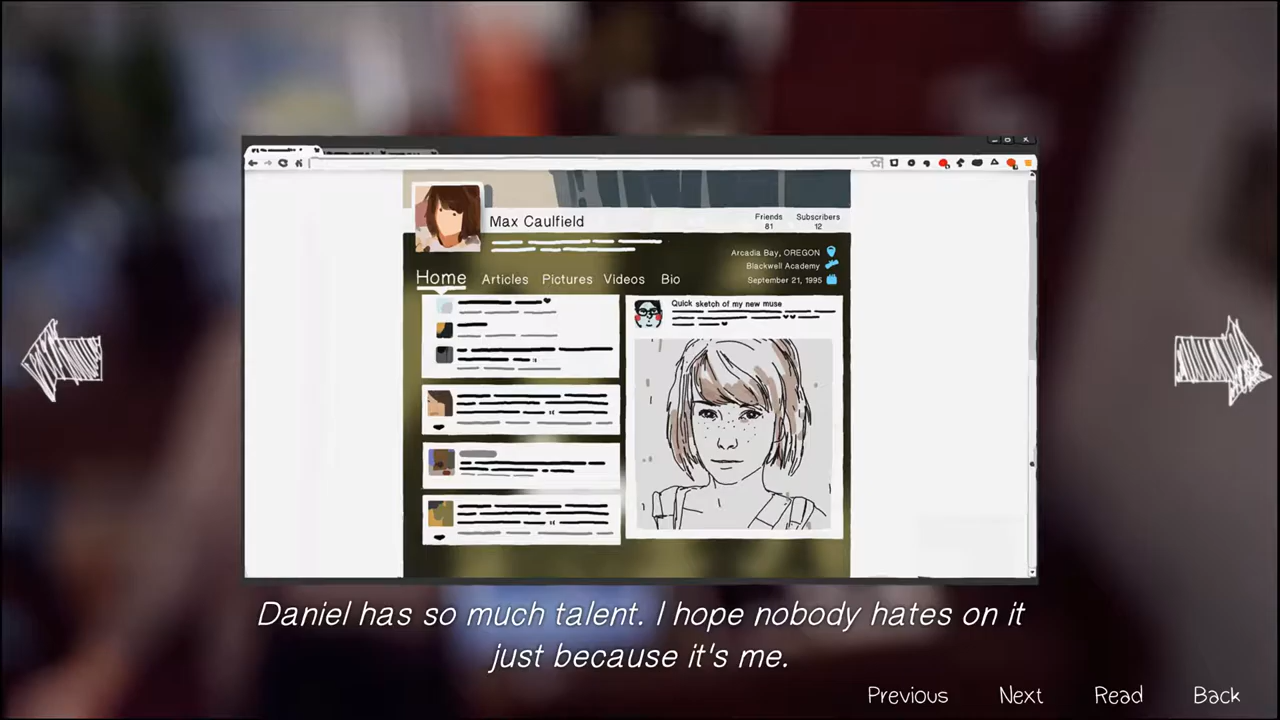 Max Caulfield
Friends
81
Subscribers
12
Arcadia Bay, OREGON
Blackwell Academy
September 21, 1995
Home Articles Pictures Videos Bio
Quick sketch of my new muse
Daniel has so much talent. I hope nobody hates on it
just because it's me.
Previous Next Read Back